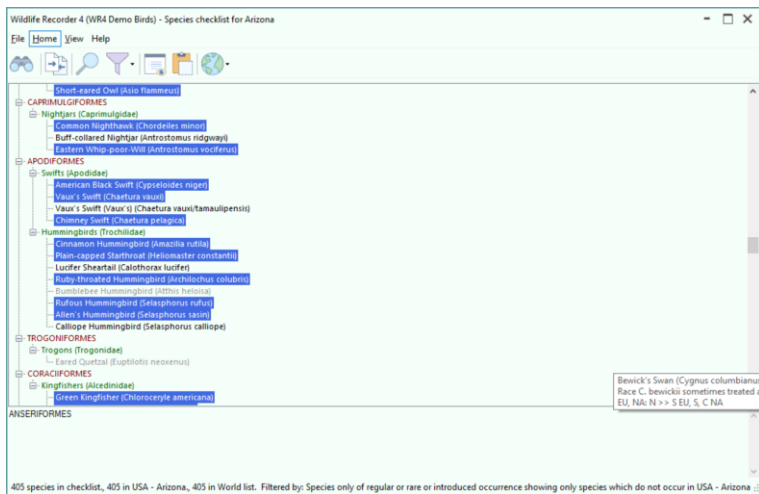 Wildlife Recorder 4 (WR4 Demo Birds) - Species checklist for Arizona
File Home View Help
Short-eared Owl (Asio flammeus)
CAPRIMULGIFORMES
Nightjars (Caprimulgidae)
Common Nighthawk (Chordeiles minor)
Buff-collared Nightjar (Antrostomus ridgwayi)
Eastern Whip-poor-Will (Antrostomus vociferus)
APODIFORMES
Swifts (Apodidae)
American Black Swift (Cypseloides niger)
Vaux's Swift (Chaetura vauxi)
Vaux's Swift (Vaux's) (Chaetura vauxi/tamaulipensis)
Chimney Swift (Chaetura pelagica)
Hummingbirds (Trochilidae)
Cinnamon Hummingbird (Amazilia rutila)
Plain-capped Starthroat (Heliomaster constantii)
Lucifer Sheartail (Calothorax lucifer)
Ruby-throated Hummingbird (Archilochus colubris)
Bumblebee Hummingbird (Atthis heloisa)
Rufous Hummingbird (Selasphorus rufus)
Allen's Hummingbird (Selasphorus sasin)
Calliope Hummingbird (Selasphorus calliope)
TROGONIFORMES
Trogons (Trogonidae)
Eared Quetzal (Euptilotis neoxenus)
CORACIIFORMES
Kingfishers (Alcedinidae)
Green Kingfisher (Chloroceryle americana)
Bewick's Swan (Cygnus columbianus
Race C. bewickii sometimes treated a
EU, NA: N >> S EU, S, C NA
ANSERIFORMES
405 species in checklist., 405 in USA - Arizona., 405 in World list. Filtered by: Species only of regular or rare or introduced occurrence showing only species which do not occur in USA - Arizona